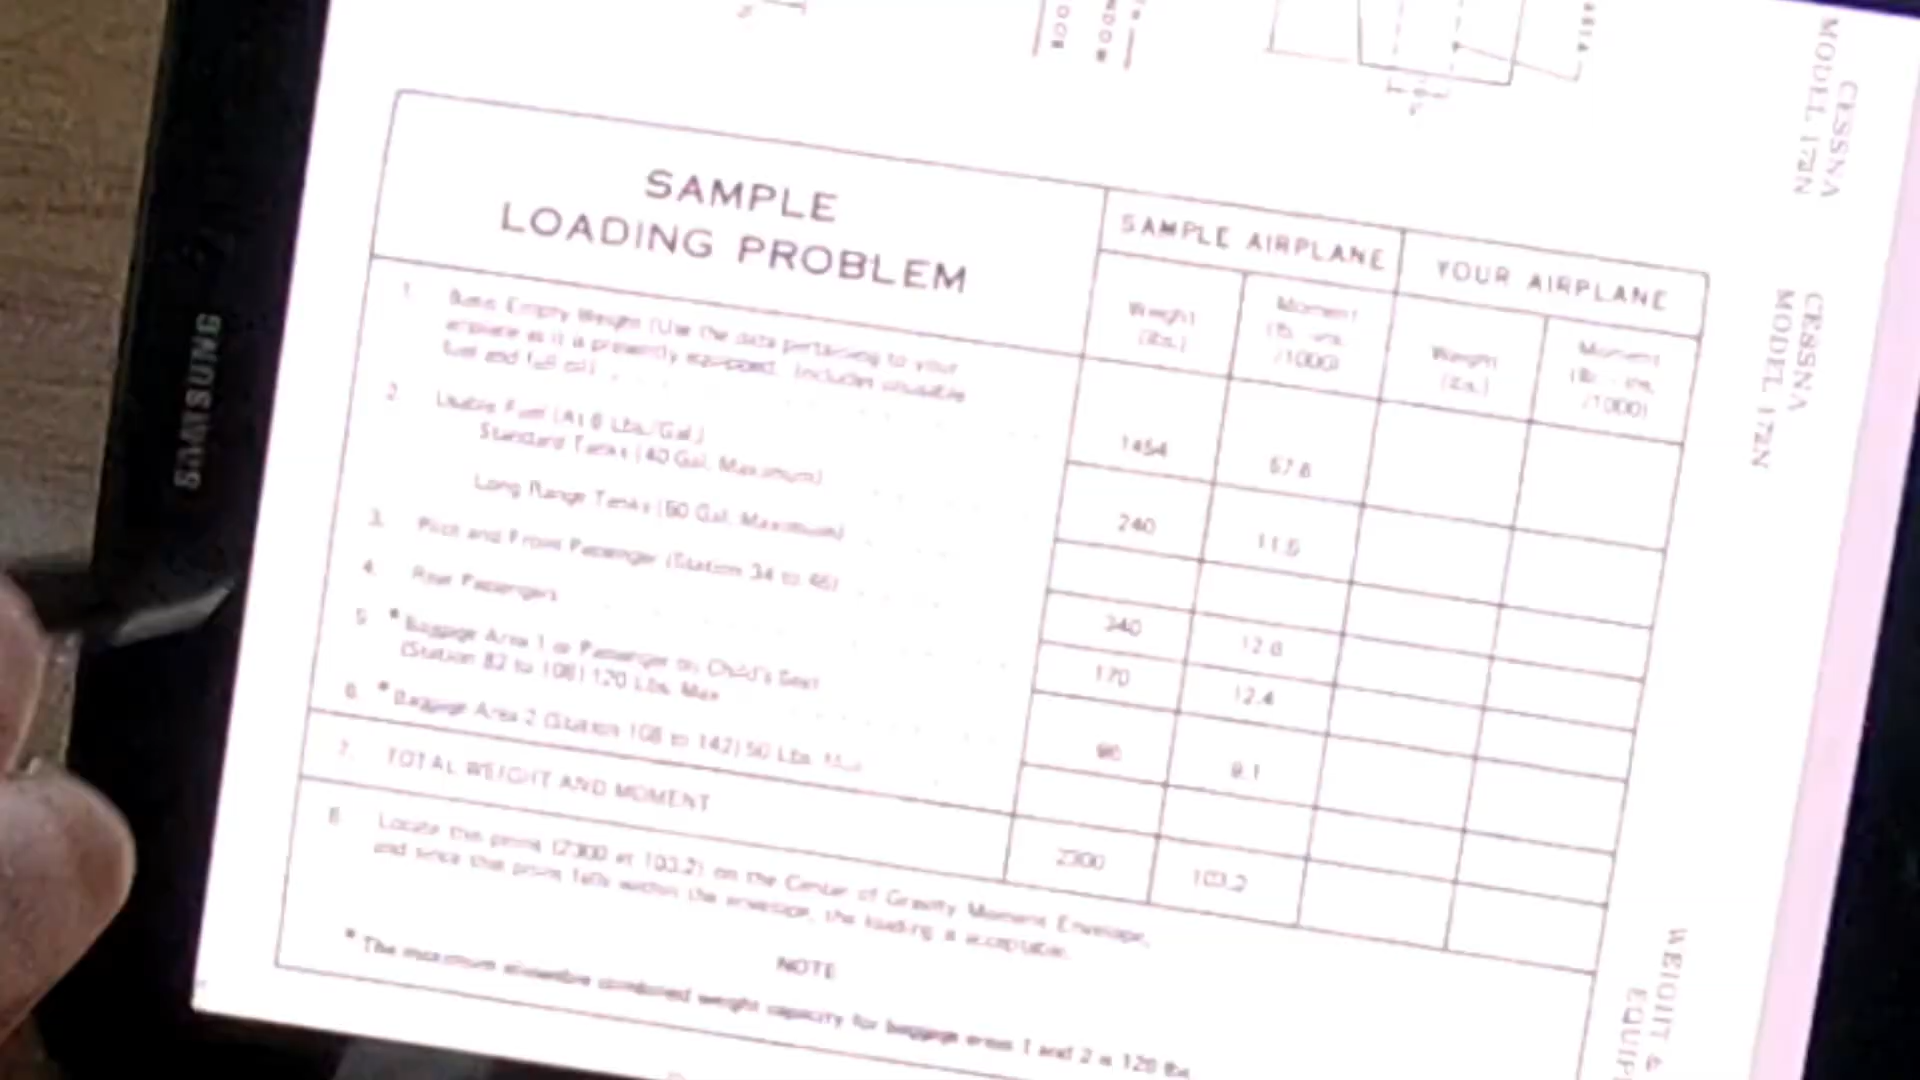 SAMSUNG
CESSNA
MODEL 172N
SAMPLE
LOADING PROBLEM
SAMPLE AIRPLANE
YOUR AIRPLANE
Weight
(lbs.)
Moment
(lb. - ins.
/1000)
Weight
(lbs.)
Moment
(lb. - ins.
/1000)
1. Basic Empty Weight (Use the data pertaining to your
airplane as it is presently equipped. Includes unusable
fuel and full oil) 1454 57.6
2. Usable Fuel (At 6 Lbs./Gal.)
Standard Tanks (40 Gal. Maximum) 240 11.5
Long Range Tanks (50 Gal. Maximum)
3. Pilot and Front Passenger (Station 34 to 46) 340 12.6
4. Rear Passengers 170 12.4
5. * Baggage Area 1 or Passenger on Child's Seat
(Station 82 to 108) 120 Lbs. Max 96 9.1
6. * Baggage Area 2 (Station 108 to 142) 50 Lbs. Max
7. TOTAL WEIGHT AND MOMENT 2300 103.2
8. Locate this point (2300 at 103.2) on the Center of Gravity Moment Envelope,
and since this point falls within the envelope, the loading is acceptable.
NOTE
* The maximum allowable combined weight capacity for baggage areas 1 and 2 is 120 lbs.
CESSNA
MODEL 172N
WEIGHT &